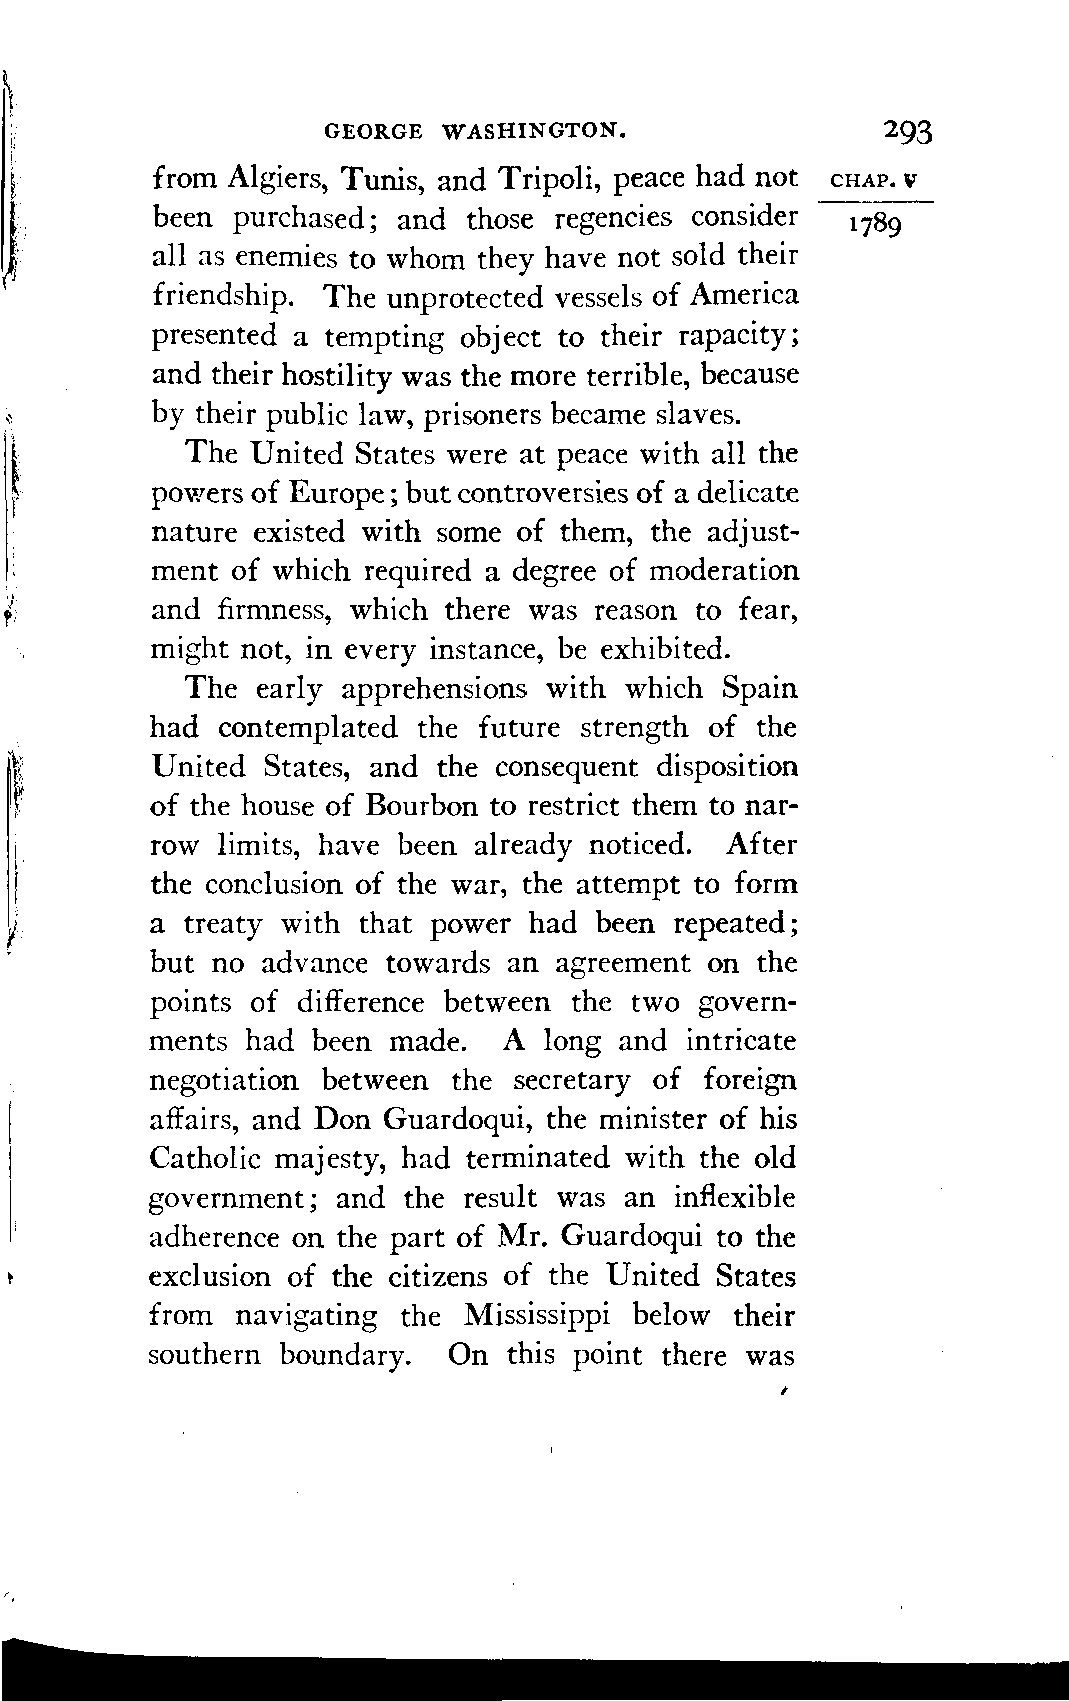 GEORGE WASHINGTON. 293
from Algiers, Tunis, and Tripoli, peace had not CHAP. V
been purchased; and those regencies consider 1789
all as enemies to whom they have not sold their
friendship. The unprotected vessels of America
presented a tempting object to their rapacity;
and their hostility was the more terrible, because
by their public law, prisoners became slaves.
The United States were at peace with all the
powers of Europe; but controversies of a delicate
nature existed with some of them, the adjust-
ment of which required a degree of moderation
and firmness, which there was reason to fear,
might not, in every instance, be exhibited.
The early apprehensions with which Spain
had contemplated the future strength of the
United States, and the consequent disposition
of the house of Bourbon to restrict them to nar-
row limits, have been already noticed. After
the conclusion of the war, the attempt to form
a treaty with that power had been repeated;
but no advance towards an agreement on the
points of difference between the two govern-
ments had been made. A long and intricate
negotiation between the secretary of foreign
affairs, and Don Guardoqui, the minister of his
Catholic majesty, had terminated with the old
government; and the result was an inflexible
adherence on the part of Mr. Guardoqui to the
exclusion of the citizens of the United States
from navigating the Mississippi below their
southern boundary. On this point there was